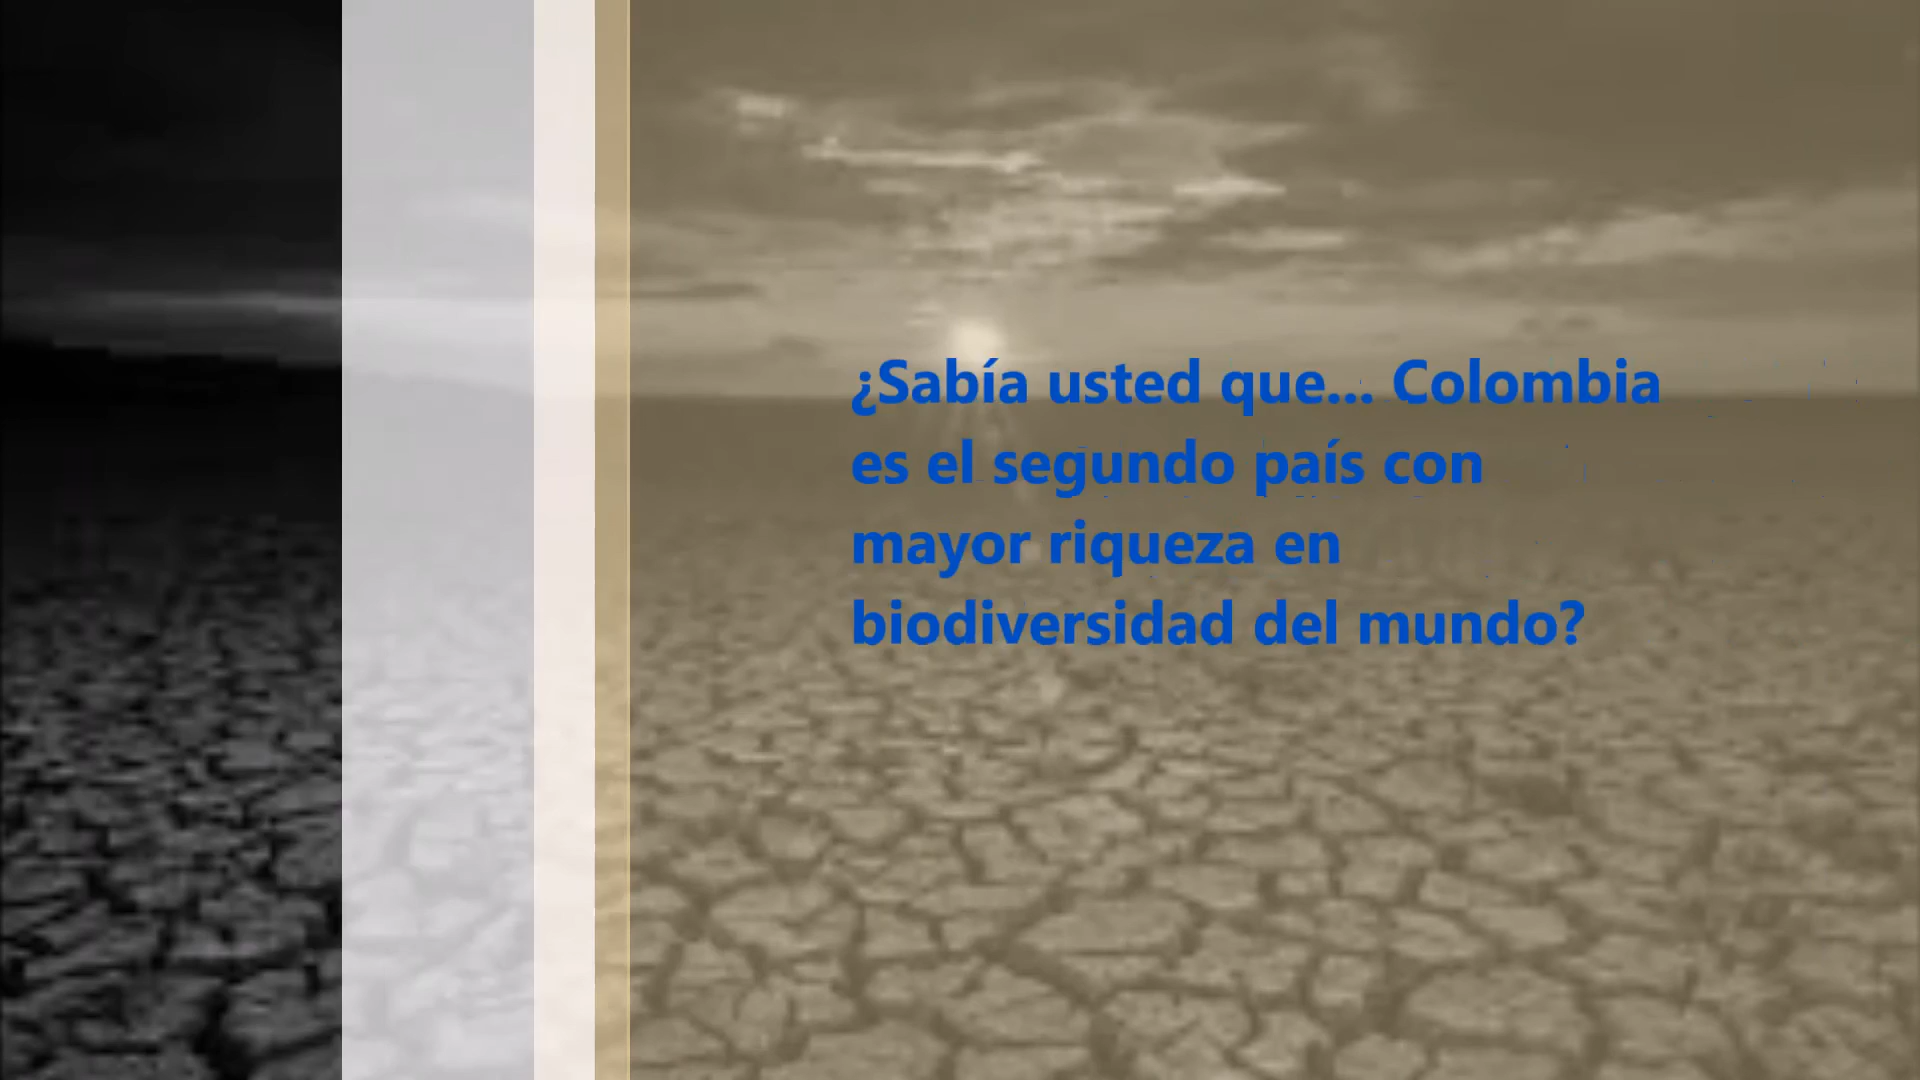 ¿Sabía usted que... Colombia
es el segundo país con
mayor riqueza en
biodiversidad del mundo?